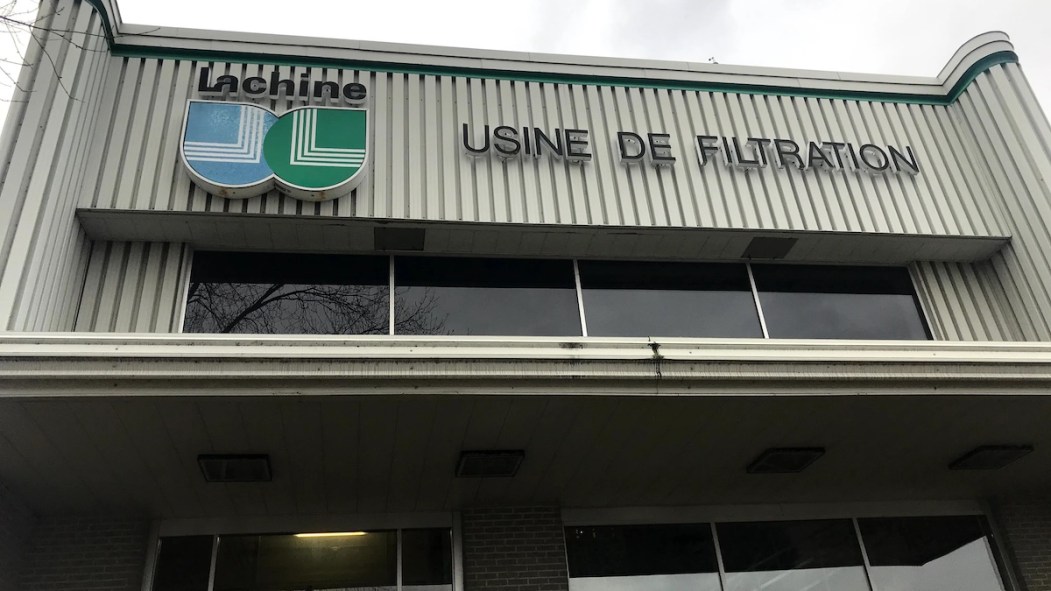 Lachine
USINE DE FILTRATION